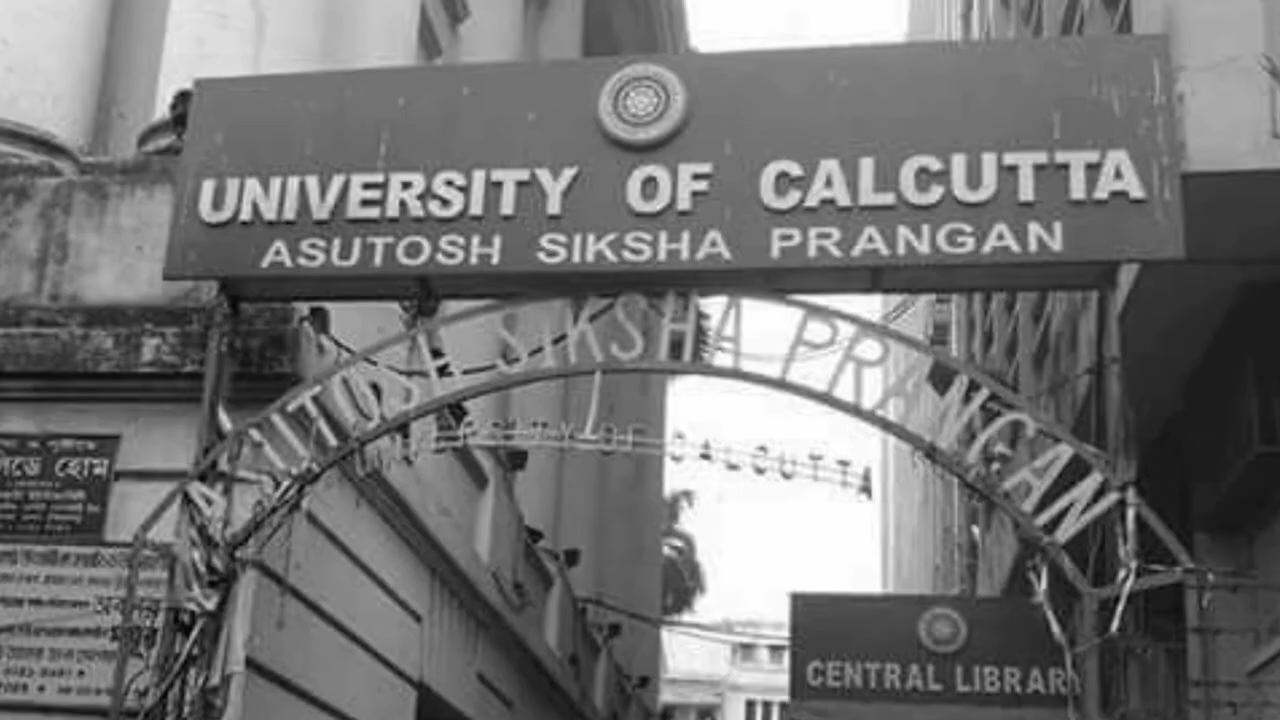 UNIVERSITY OF CALCUTTA
ASUTOSH SIKSHA PRANGAN
ASUTOSH SIKSHA PRANGAN
UNIVERSITY OF CALCUTTA
হোম
CENTRAL LIBRARY